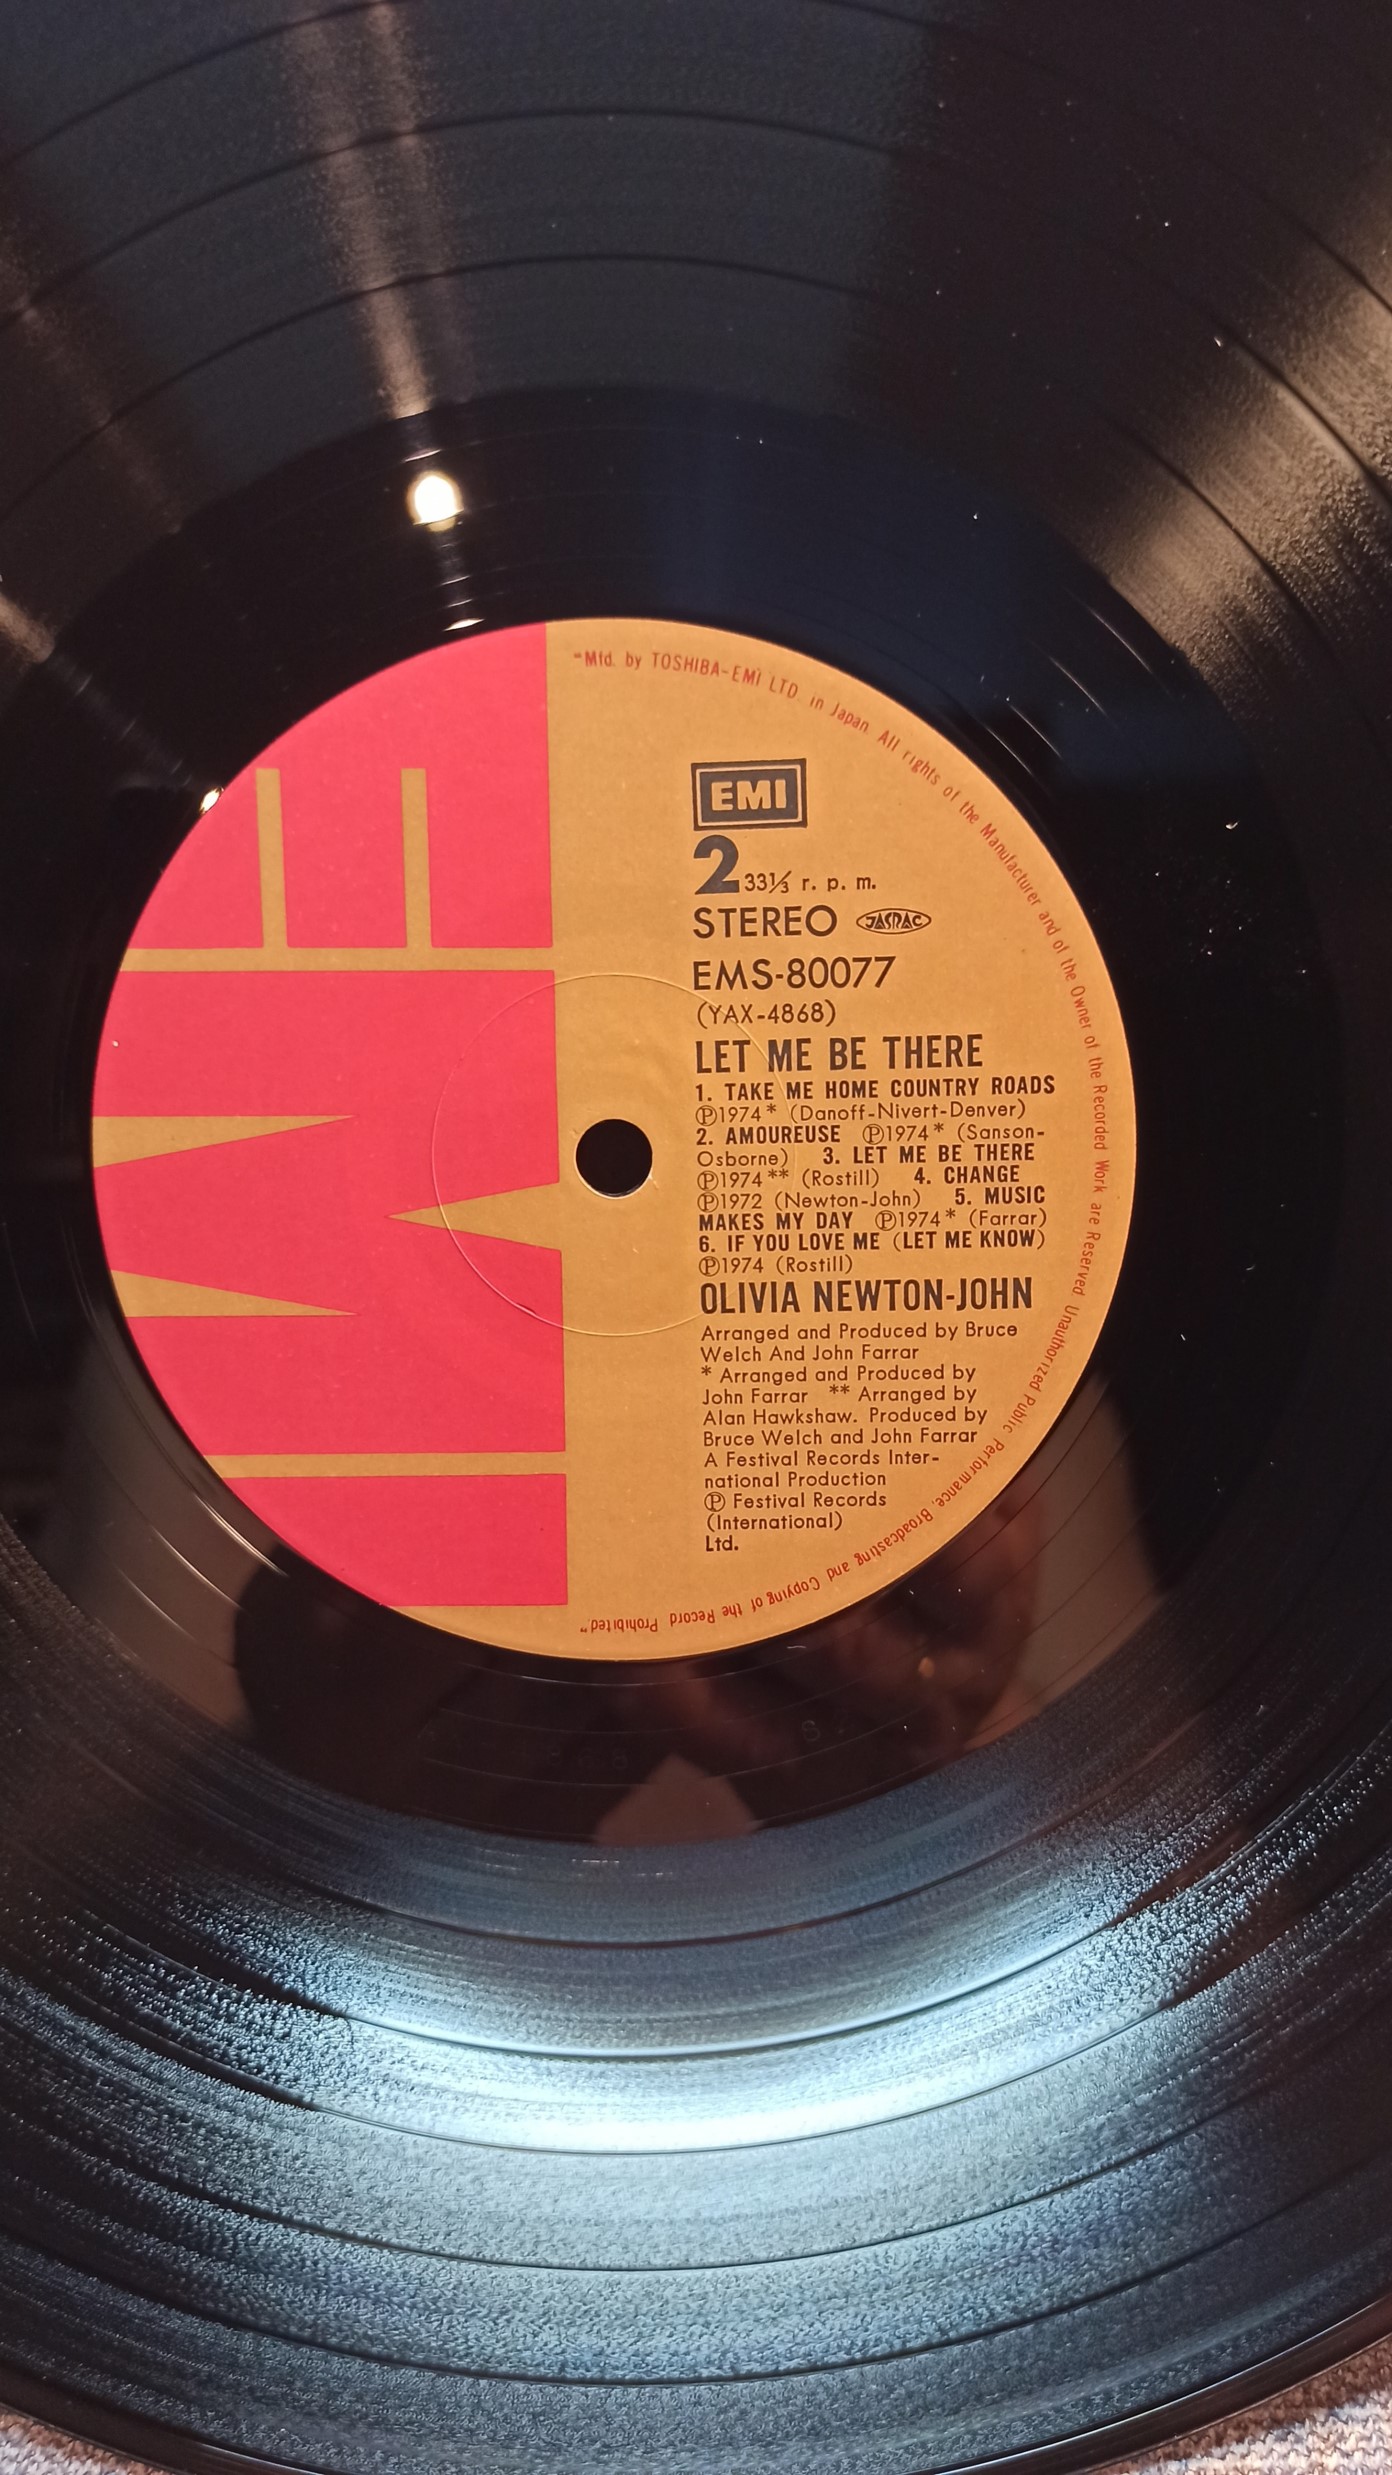 "Mfd. by TOSHIBA-EMI LTD. in Japan. All rights of the Manufacturer and of the Owner of the Recorded Work are Reserved. Unauthorized Public Performance, Broadcasting and Copying of the Record Prohibited"
EMI
2 33⅓ r. p. m.
STEREO JASRAC
EMS-80077
(YAX-4868)
LET ME BE THERE
1. TAKE ME HOME COUNTRY ROADS
Ⓟ1974* (Danoff-Nivert-Denver)
2. AMOUREUSE Ⓟ1974* (Sanson-
Osborne) 3. LET ME BE THERE
Ⓟ1974** (Rostill) 4. CHANGE
Ⓟ1972 (Newton-John) 5. MUSIC
MAKES MY DAY Ⓟ1974* (Farrar)
6. IF YOU LOVE ME (LET ME KNOW)
Ⓟ1974 (Rostill)
OLIVIA NEWTON-JOHN
Arranged and Produced by Bruce
Welch And John Farrar
* Arranged and Produced by
John Farrar ** Arranged by
Alan Hawkshaw. Produced by
Bruce Welch and John Farrar
A Festival Records Inter-
national Production
Ⓟ Festival Records
(International)
Ltd.